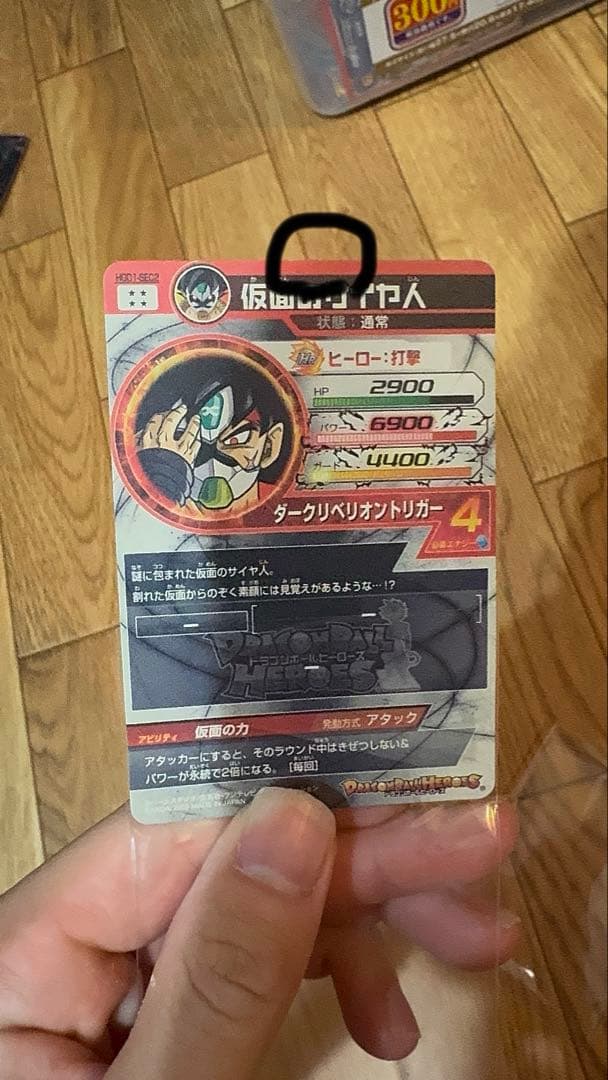 300
HGD1-SEC2
仮面のサイヤ人
状態：通常
ヒーロー：打撃
HP 2900
パワー 6900
ガード 4400
ダークリベリオントリガー 4
必要エナジー
謎に包まれた仮面のサイヤ人。
割れた仮面からのぞく素顔には見覚えがあるような…!?
DRAGONBALL
ドラゴンボールヒーローズ
HEROES
アビリティ 仮面の力 発動方式 アタック
アタッカーにすると、そのラウンド中はきぜつしない&
パワーが永続で2倍になる。［毎回］
DRAGONBALL HEROES
MADE IN JAPAN